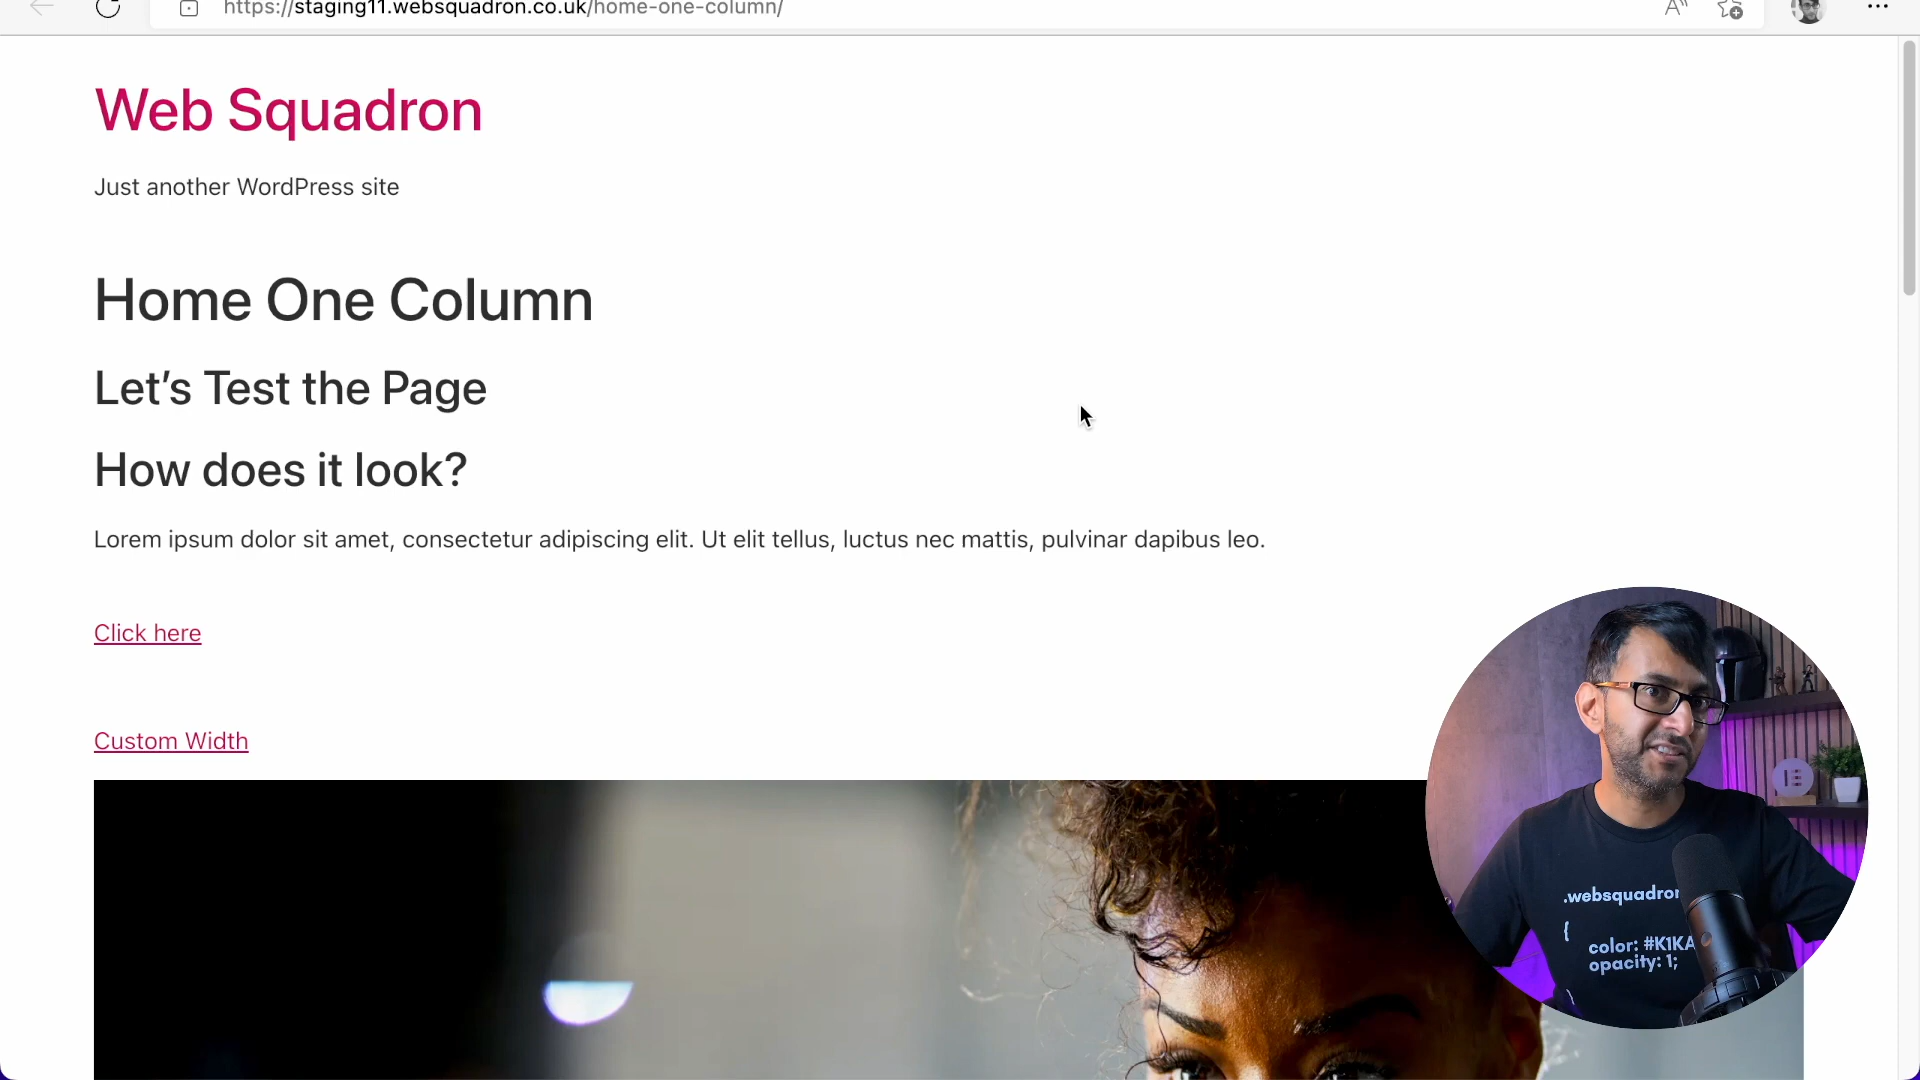 https://staging11.websquadron.co.uk/home-one-column/
Web Squadron
Just another WordPress site
Home One Column
Let’s Test the Page
How does it look?
Lorem ipsum dolor sit amet, consectetur adipiscing elit. Ut elit tellus, luctus nec mattis, pulvinar dapibus leo.
Click here
Custom Width
.websquadron
{
color: #K1KA
opacity: 1;